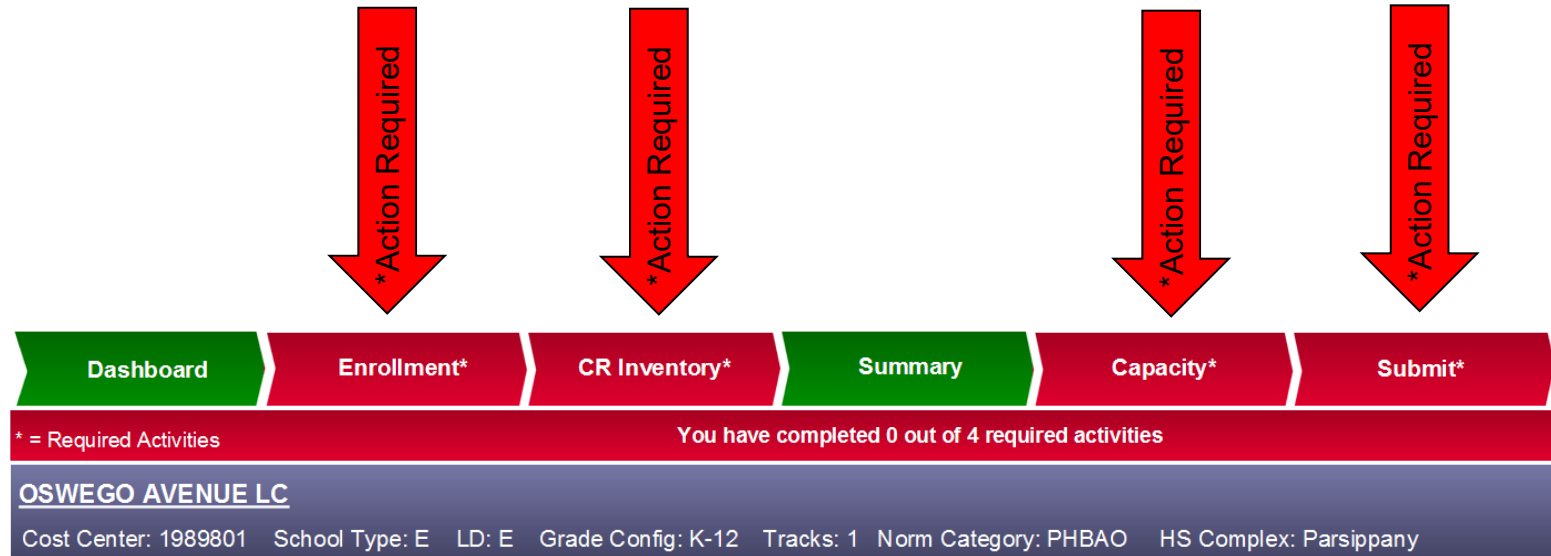 *Action Required
*Action Required
*Action Required
*Action Required
Dashboard
Enrollment*
CR Inventory*
Summary
Capacity*
Submit*
* = Required Activities
You have completed 0 out of 4 required activities
OSWEGO AVENUE LC
Cost Center: 1989801 School Type: E LD: E Grade Config: K-12 Tracks: 1 Norm Category: PHBAO HS Complex: Parsippany